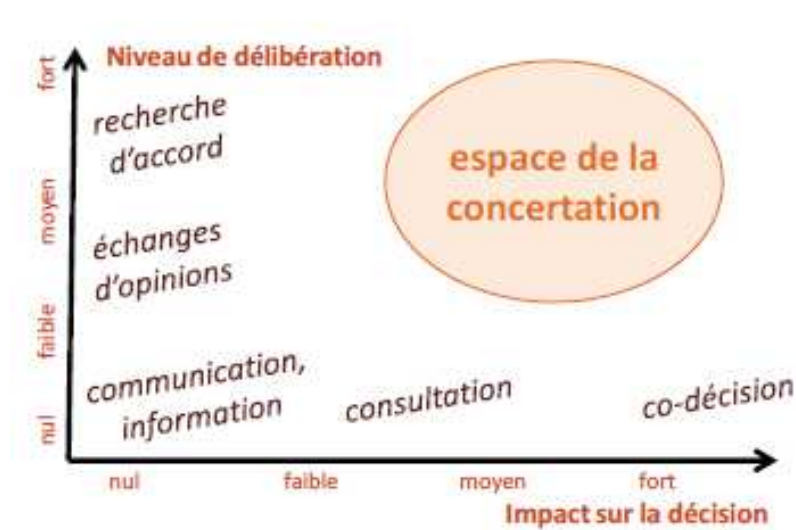 Niveau de délibération
fort
moyen
faible
nul
recherche
d'accord
échanges
d'opinions
communication,
information
consultation
co-décision
espace de la
concertation
nul
faible
moyen
fort
Impact sur la décision